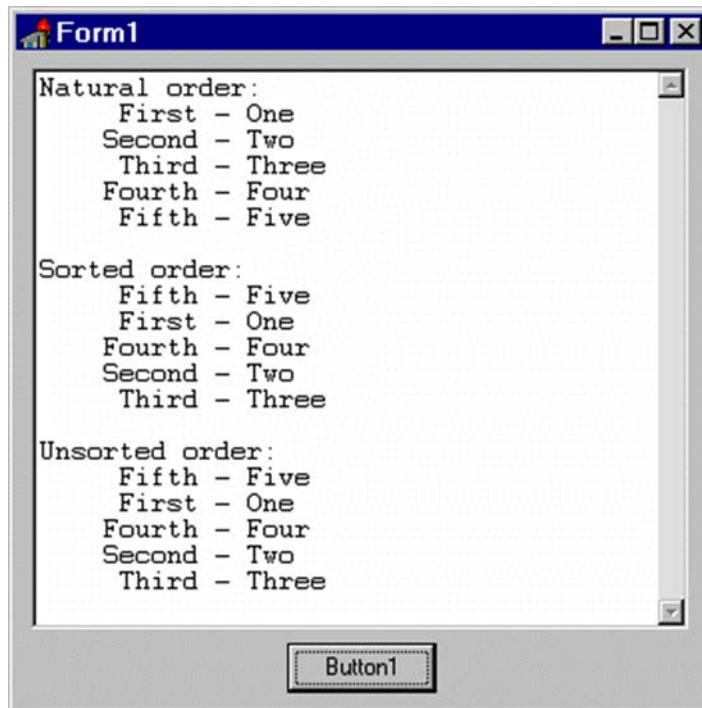 Form1
Natural order:
First - One
Second - Two
Third - Three
Fourth - Four
Fifth - Five
Sorted order:
Fifth - Five
First - One
Fourth - Four
Second - Two
Third - Three
Unsorted order:
Fifth - Five
First - One
Fourth - Four
Second - Two
Third - Three
Button1